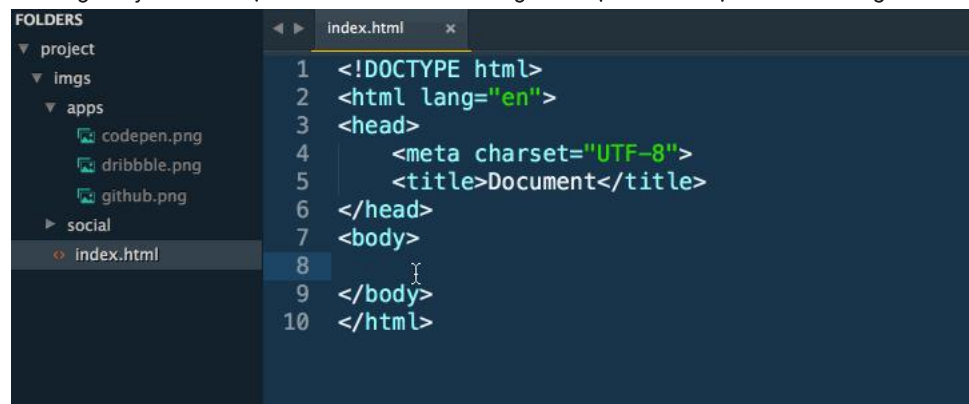 FOLDERS
project
imgs
apps
codepen.png
dribbble.png
github.png
social
index.html
index.html ×
1 <!DOCTYPE html>
2 <html lang="en">
3 <head>
4     <meta charset="UTF-8">
5     <title>Document</title>
6 </head>
7 <body>
8
9 </body>
10 </html>